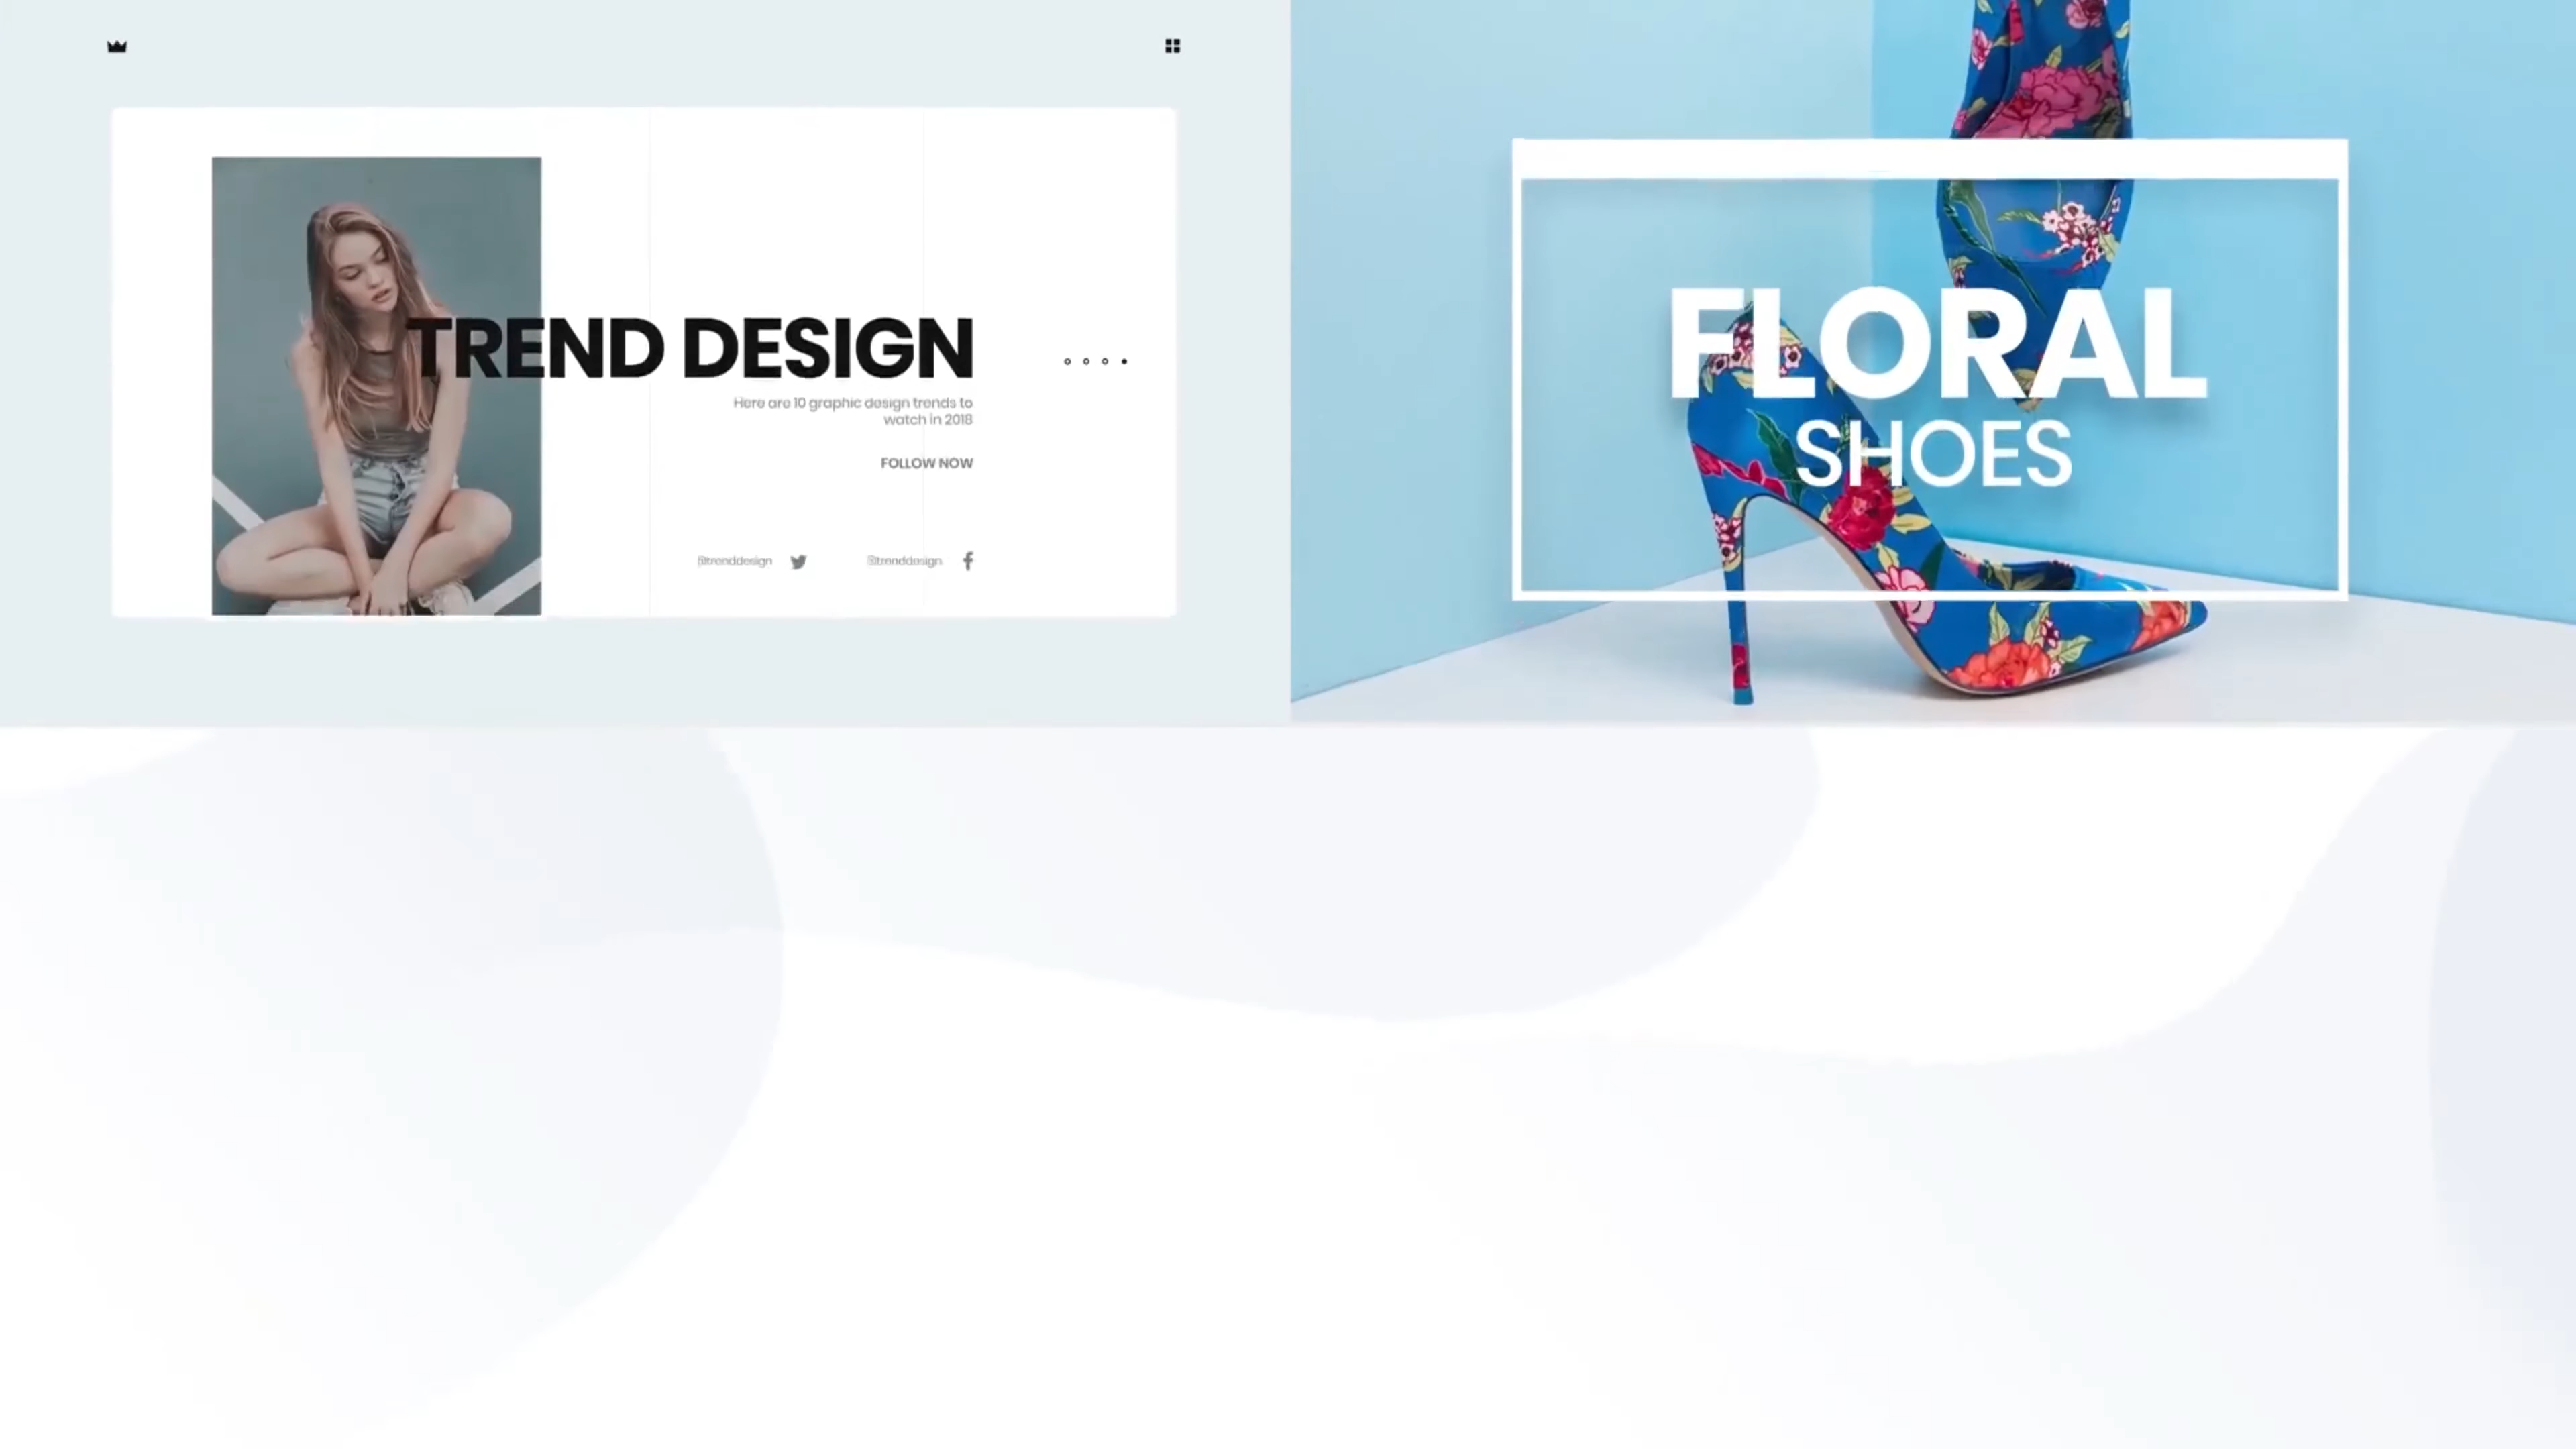 TREND DESIGN
Here are 10 graphic design trends to
watch in 2018
FOLLOW NOW
@trenddesign
@trenddesign
FLORAL
SHOES